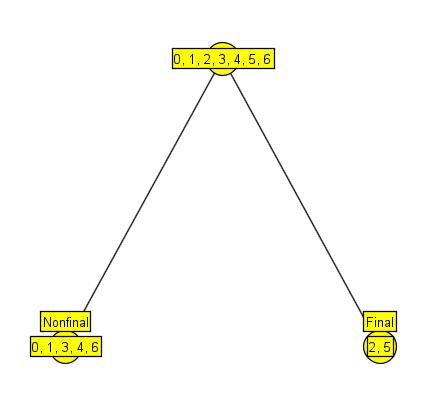 0, 1, 2, 3, 4, 5, 6
Nonfinal
0, 1, 3, 4, 6
Final
2, 5